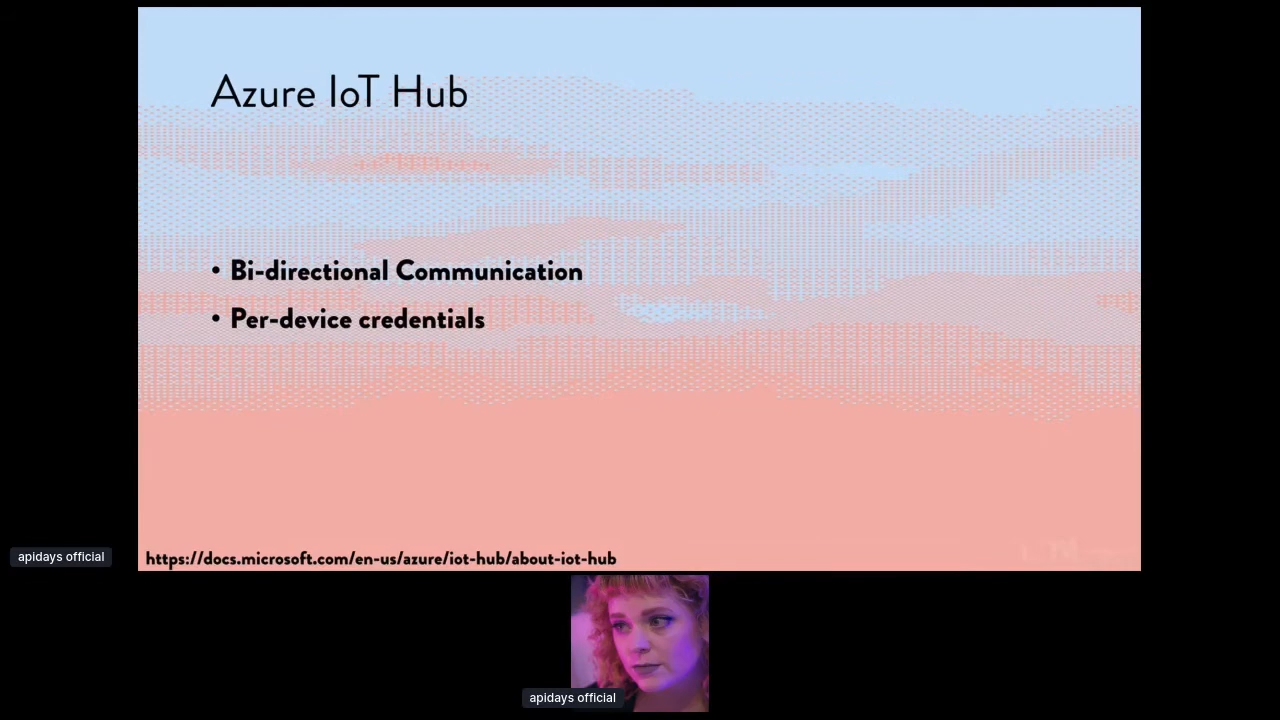 Azure IoT Hub
• Bi-directional Communication
• Per-device credentials
apidays official
https://docs.microsoft.com/en-us/azure/iot-hub/about-iot-hub
apidays official